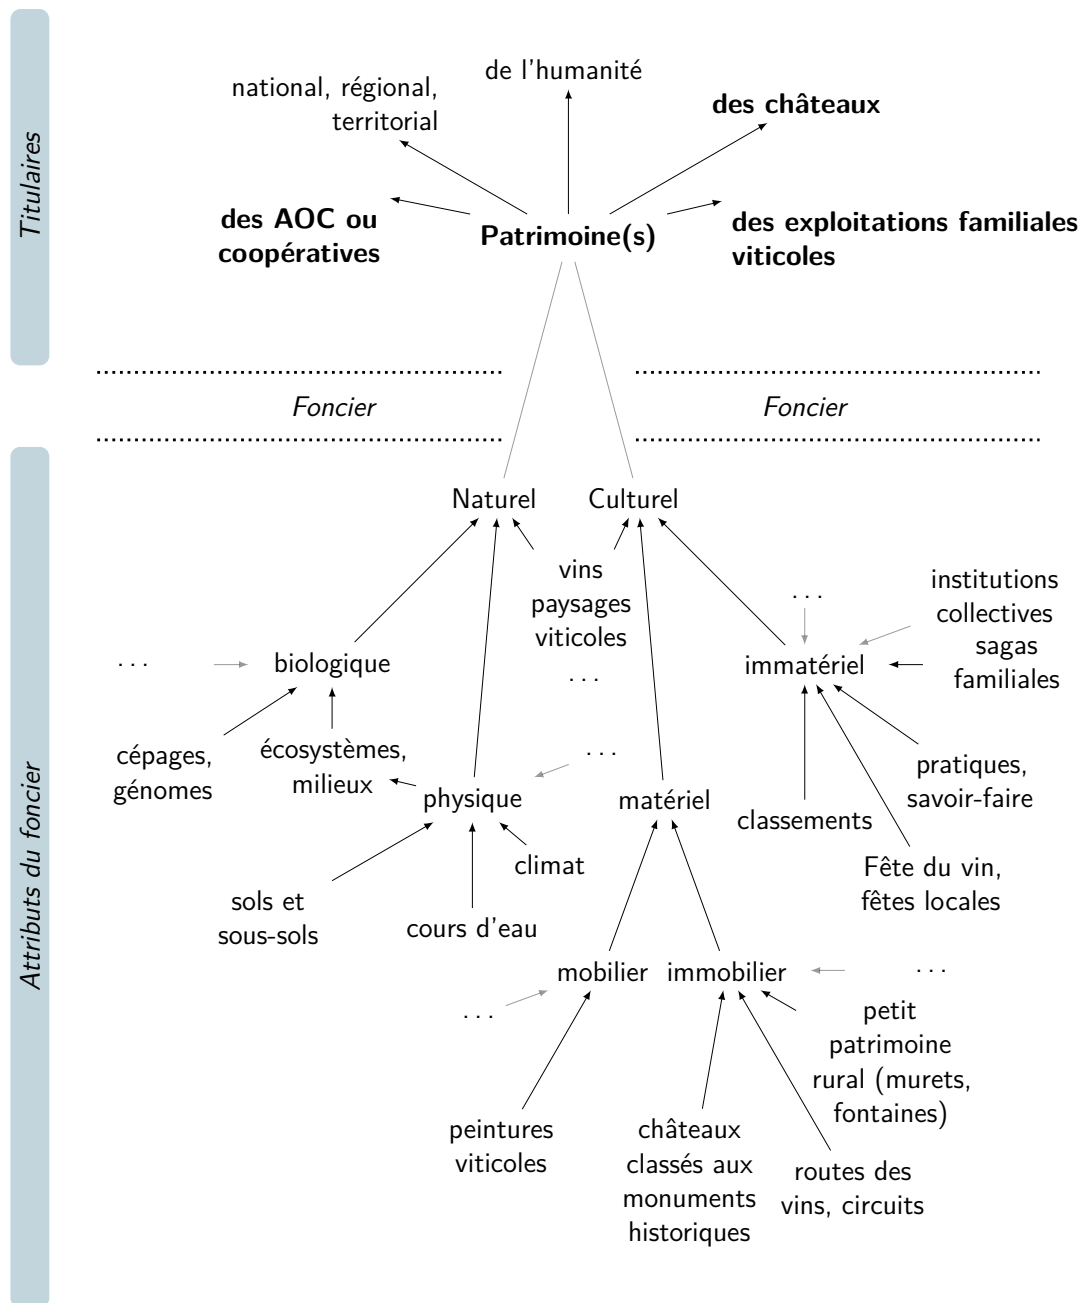 Titulaires
de l'humanité
national, régional,
territorial
des châteaux
des AOC ou
coopératives
Patrimoine(s)
des exploitations familiales
viticoles
Foncier
Foncier
Attributs du foncier
Naturel
Culturel
vins
paysages
viticoles
. . .
. . .
institutions
collectives
sagas
familiales
. . .
biologique
immatériel
cépages,
génomes
écosystèmes,
milieux
. . .
physique
matériel
pratiques,
savoir-faire
classements
climat
Fête du vin,
fêtes locales
sols et
sous-sols
cours d'eau
mobilier
immobilier
. . .
. . .
petit
patrimoine
rural (murets,
fontaines)
peintures
viticoles
châteaux
classés aux
monuments
historiques
routes des
vins, circuits